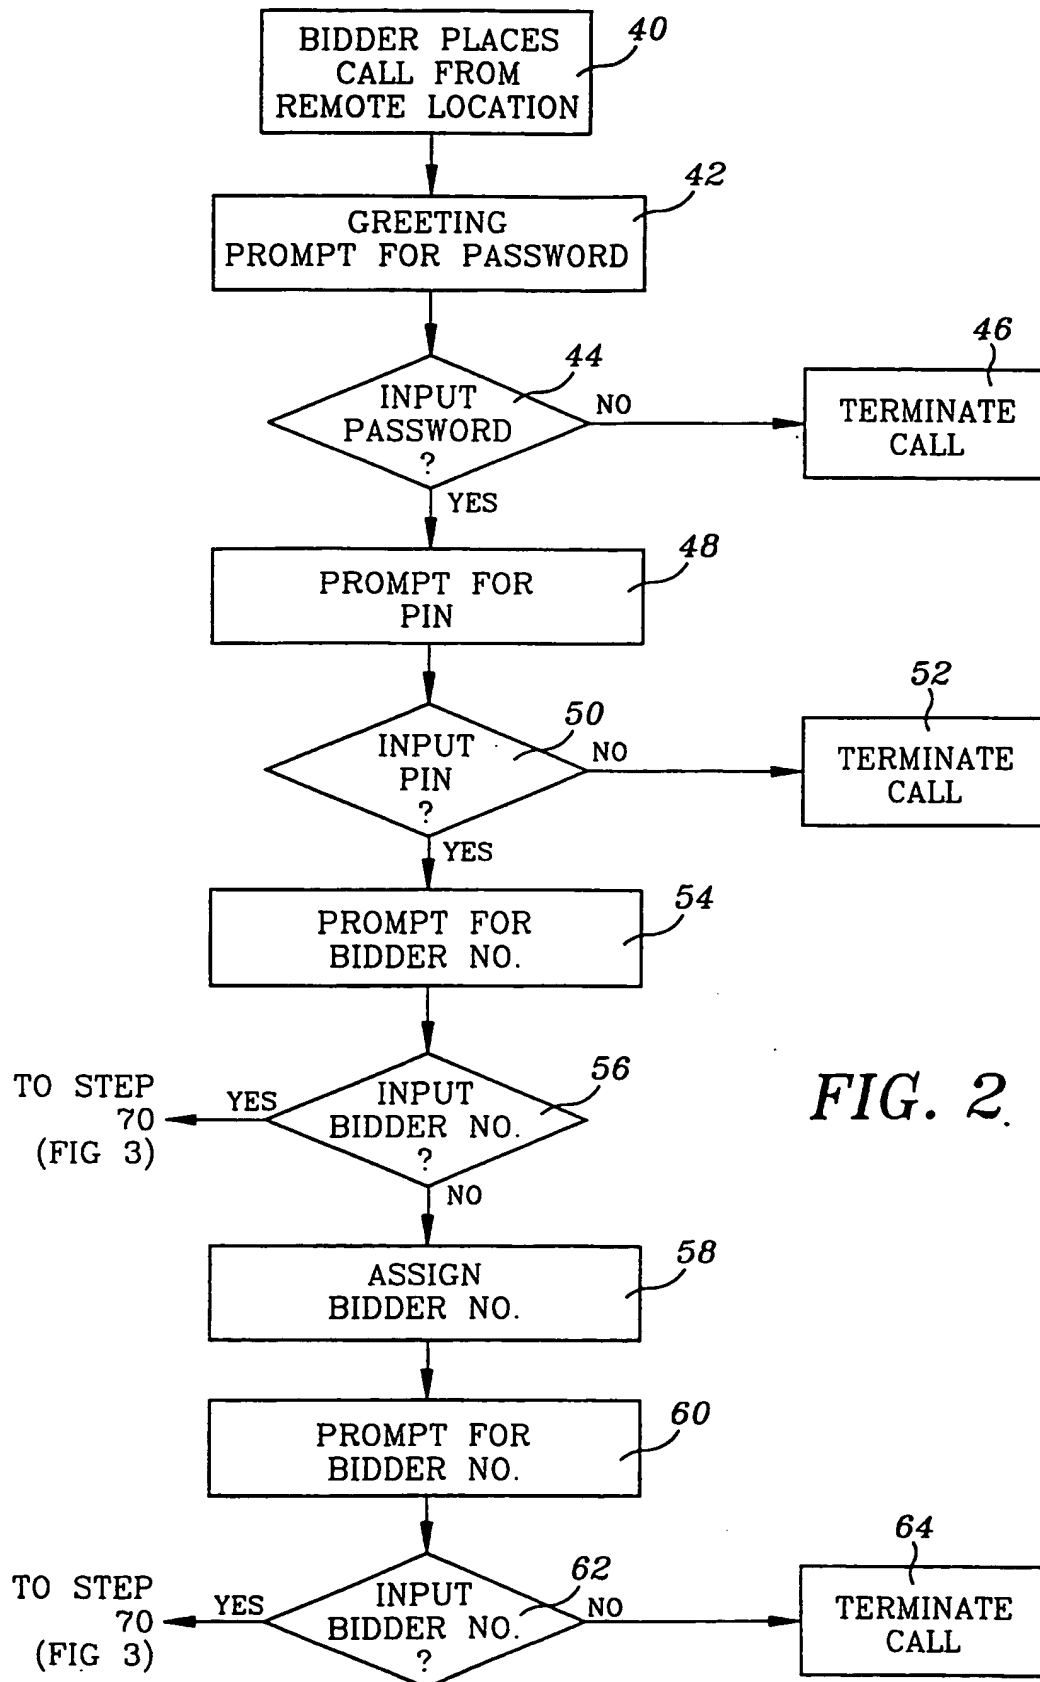 BIDDER PLACES
CALL FROM
REMOTE LOCATION
40
GREETING
PROMPT FOR PASSWORD
42
INPUT
PASSWORD
?
44
NO
TERMINATE
CALL
46
YES
PROMPT FOR
PIN
48
INPUT
PIN
?
50
NO
TERMINATE
CALL
52
YES
PROMPT FOR
BIDDER NO.
54
INPUT
BIDDER NO.
?
56
YES
TO STEP
70
(FIG 3)
NO
FIG. 2.
ASSIGN
BIDDER NO.
58
PROMPT FOR
BIDDER NO.
60
INPUT
BIDDER NO.
?
62
YES
TO STEP
70
(FIG 3)
NO
TERMINATE
CALL
64